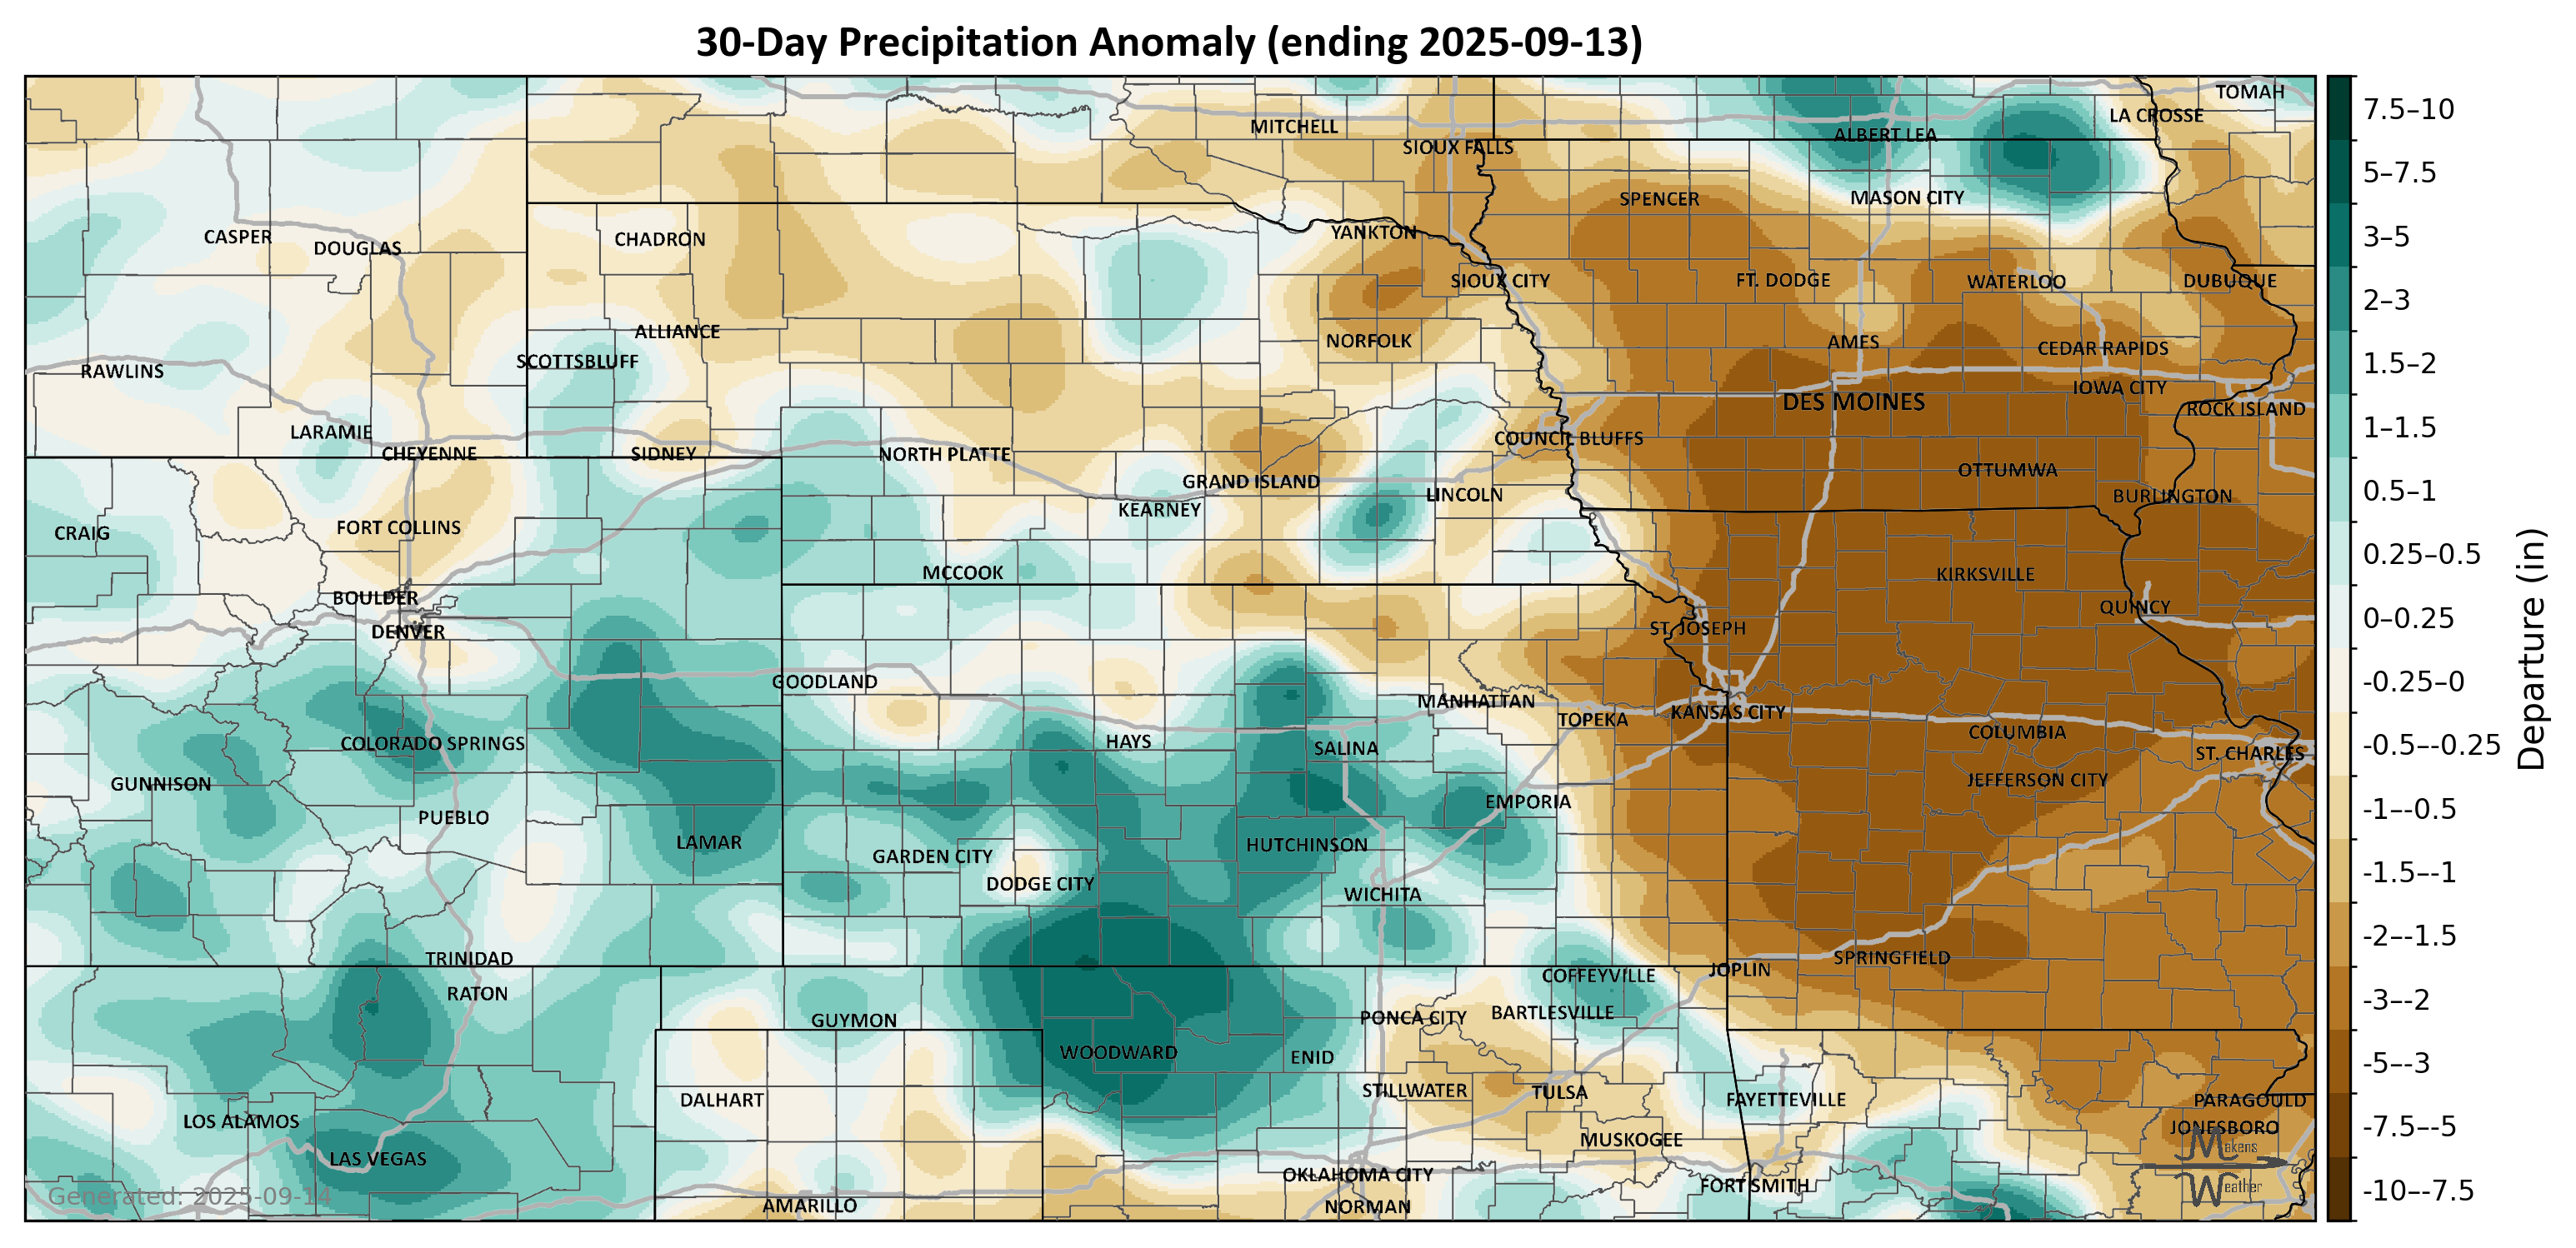 30-Day Precipitation Anomaly (ending 2025-09-13)
TOMAH
LA CROSSE
MITCHELL
ALBERT LEA
SIOUX FALLS
SPENCER
MASON CITY
CASPER
DOUGLAS
CHADRON
YANKTON
SIOUX CITY
FT. DODGE
WATERLOO
DUBUQUE
ALLIANCE
NORFOLK
AMES
CEDAR RAPIDS
SCOTTSBLUFF
RAWLINS
IOWA CITY
DES MOINES
ROCK ISLAND
LARAMIE
COUNCIL BLUFFS
CHEYENNE
SIDNEY
NORTH PLATTE
OTTUMWA
GRAND ISLAND
LINCOLN
BURLINGTON
KEARNEY
CRAIG
FORT COLLINS
MCCOOK
KIRKSVILLE
BOULDER
QUINCY
DENVER
ST. JOSEPH
GOODLAND
MANHATTAN
TOPEKA
KANSAS CITY
COLUMBIA
COLORADO SPRINGS
HAYS
SALINA
ST. CHARLES
GUNNISON
JEFFERSON CITY
EMPORIA
PUEBLO
LAMAR
HUTCHINSON
GARDEN CITY
DODGE CITY
WICHITA
TRINIDAD
SPRINGFIELD
JOPLIN
COFFEYVILLE
RATON
BARTLESVILLE
PONCA CITY
GUYMON
WOODWARD
ENID
STILLWATER
TULSA
DALHART
FAYETTEVILLE
PARAGOULD
LOS ALAMOS
JONESBORO
MUSKOGEE
LAS VEGAS
OKLAHOMA CITY
FORT SMITH
AMARILLO
NORMAN
Generated: 2025-09-14
Makens
Weather
7.5–10
5–7.5
3–5
2–3
1.5–2
1–1.5
0.5–1
0.25–0.5
0–0.25
-0.25–0
-0.5–-0.25
-1–-0.5
-1.5–-1
-2–-1.5
-3–-2
-5–-3
-7.5–-5
-10–-7.5
Departure (in)